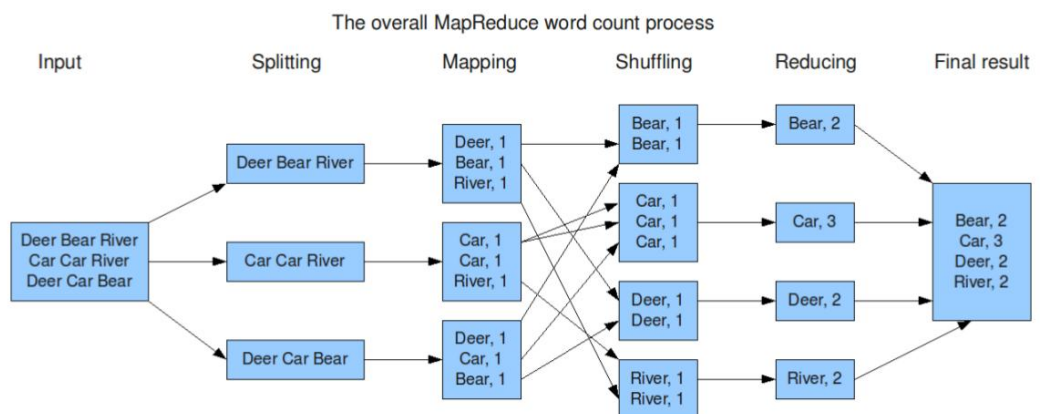 The overall MapReduce word count process
Input
Splitting
Mapping
Shuffling
Reducing
Final result
Deer Bear River
Car Car River
Deer Car Bear
Deer Bear River
Car Car River
Deer Car Bear
Deer, 1
Bear, 1
River, 1
Car, 1
Car, 1
River, 1
Deer, 1
Car, 1
Bear, 1
Bear, 1
Bear, 1
Car, 1
Car, 1
Car, 1
Deer, 1
Deer, 1
River, 1
River, 1
Bear, 2
Car, 3
Deer, 2
River, 2
Bear, 2
Car, 3
Deer, 2
River, 2